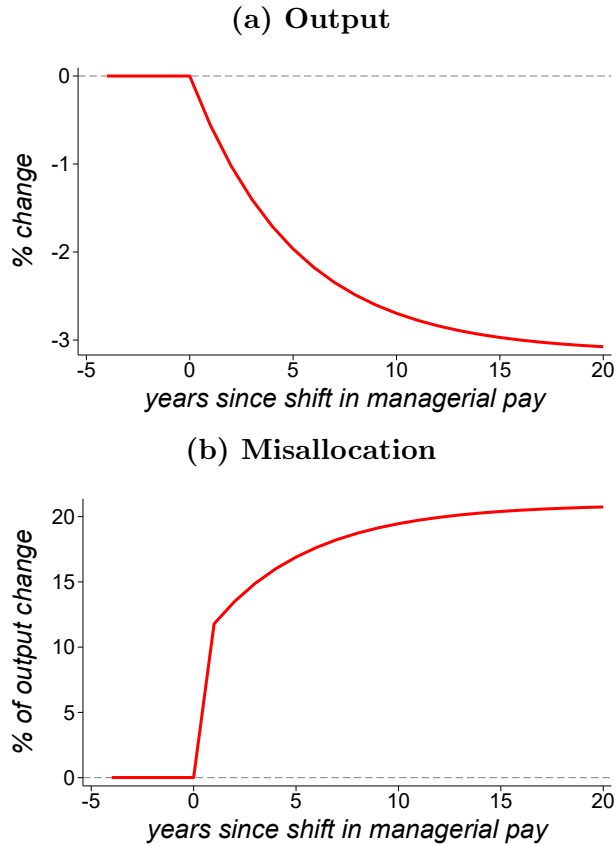 (a) Output
% change
0
-1
-2
-3
-5 0 5 10 15 20
years since shift in managerial pay
(b) Misallocation
% of output change
20
15
10
5
0
-5 0 5 10 15 20
years since shift in managerial pay